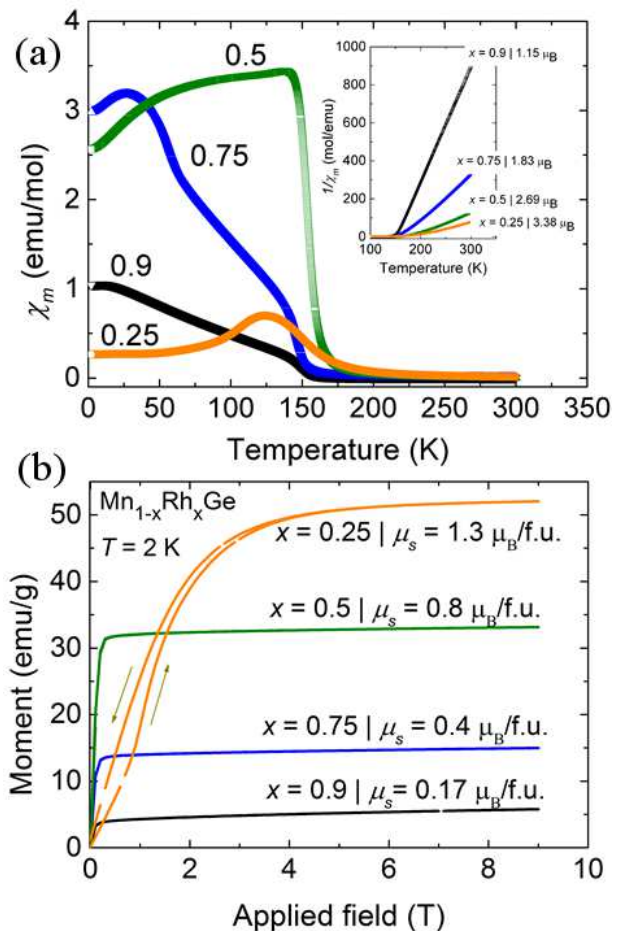 (a)
0.5
0.75
0.9
0.25
χm (emu/mol)
4
3
2
1
0
0 50 100 150 200 250 300 350
Temperature (K)
1000
800
600
400
200
0
1/χm (mol/emu)
x = 0.9 | 1.15 μB
x = 0.75 | 1.83 μB
x = 0.5 | 2.69 μB
x = 0.25 | 3.38 μB
100 200 300
Temperature (K)
(b)
Mn1-xRhxGe
T = 2 K
x = 0.25 | μs = 1.3 μB/f.u.
x = 0.5 | μs = 0.8 μB/f.u.
x = 0.75 | μs = 0.4 μB/f.u.
x = 0.9 | μs = 0.17 μB/f.u.
Moment (emu/g)
50
40
30
20
10
0
0 2 4 6 8 10
Applied field (T)